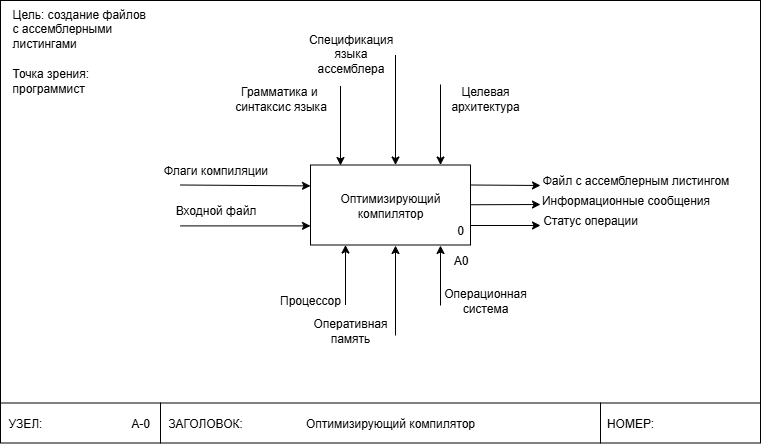 Цель: создание файлов
с ассемблерными
листингами
Точка зрения:
программист
Спецификация
языка
ассемблера
Грамматика и
синтаксис языка
Целевая
архитектура
Флаги компиляции
Входной файл
Оптимизирующий
компилятор
0
A0
Файл с ассемблерным листингом
Информационные сообщения
Статус операции
Процессор
Оперативная
память
Операционная
система
УЗЕЛ: A-0
ЗАГОЛОВОК: Оптимизирующий компилятор
НОМЕР: